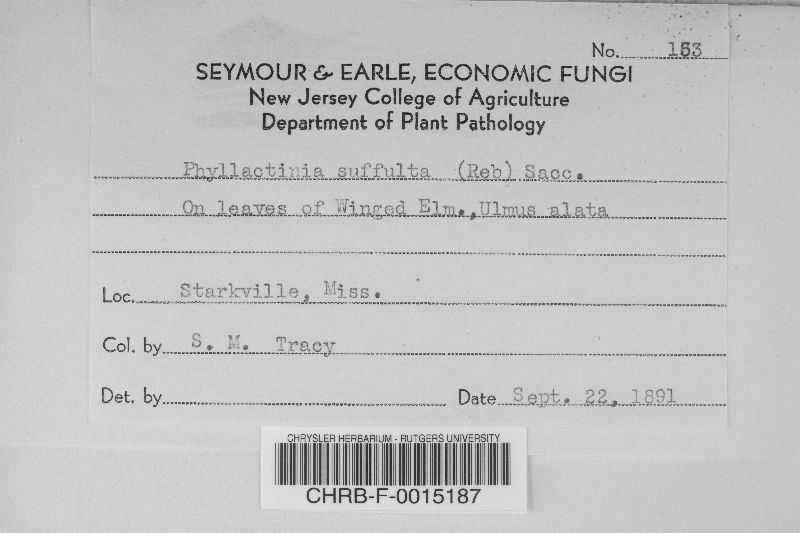 No. 153
SEYMOUR & EARLE, ECONOMIC FUNGI
New Jersey College of Agriculture
Department of Plant Pathology
Phyllactinia suffulta (Reb) Sacc.
On leaves of Winged Elm.,Ulmus alata
Loc. Starkville, Miss.
Col. by S. M. Tracy
Det. by
Date Sept. 22, 1891
CHRYSLER HERBARIUM - RUTGERS UNIVERSITY
CHRB-F-0015187